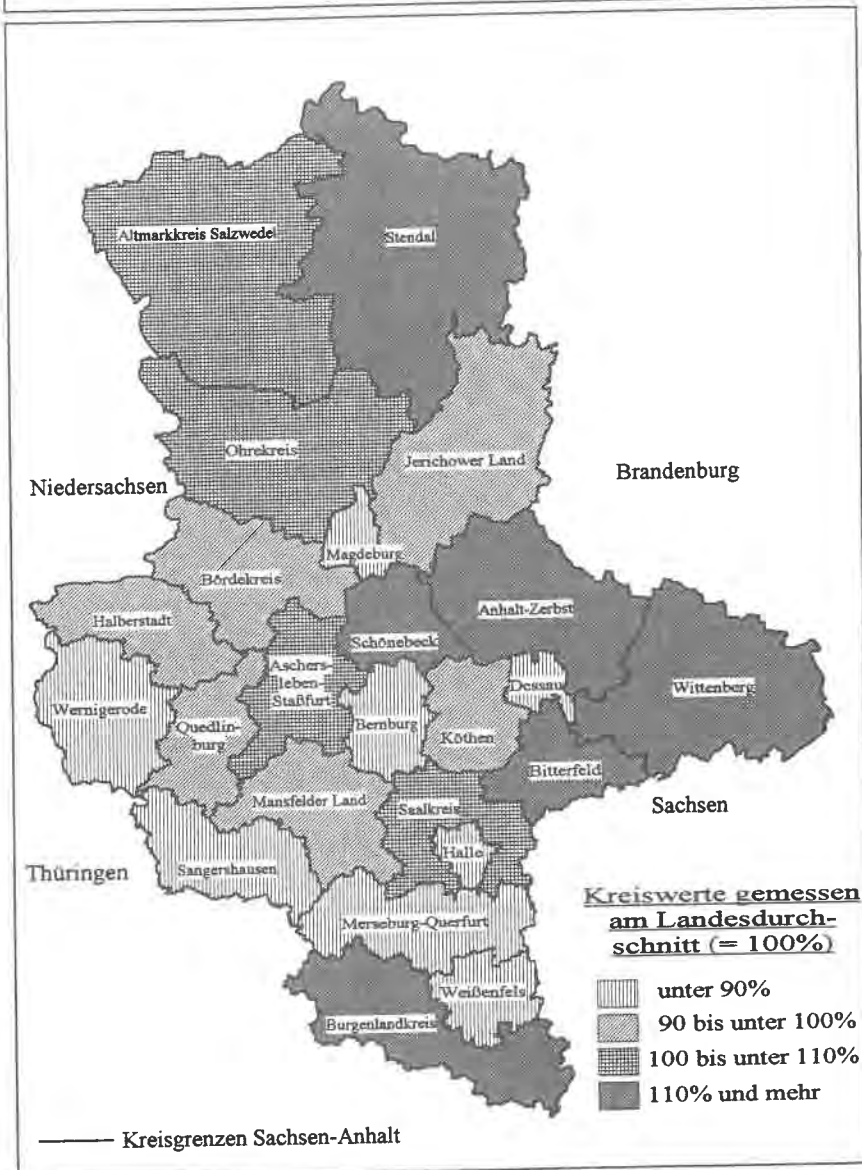 Altmarkkreis Salzwedel
Stendal
Ohrekreis
Jerichower Land
Niedersachsen
Brandenburg
Magdeburg
Bördekreis
Halberstadt
Anhalt-Zerbst
Schönebeck
Aschers-
leben-
Staßfurt
Dessau
Wittenberg
Wernigerode
Quedlin-
burg
Bernburg
Köthen
Bitterfeld
Mansfelder Land
Saalkreis
Sachsen
Halle
Thüringen
Sangershausen
Merseburg-Querfurt
Weißenfels
Burgenlandkreis
Kreiswerte gemessen
am Landesdurch-
schnitt (= 100%)
unter 90%
90 bis unter 100%
100 bis unter 110%
110% und mehr
Kreisgrenzen Sachsen-Anhalt